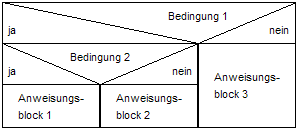 Bedingung 1
ja
nein
Bedingung 2
ja
nein
Anweisungs-
block 1
Anweisungs-
block 2
Anweisungs-
block 3